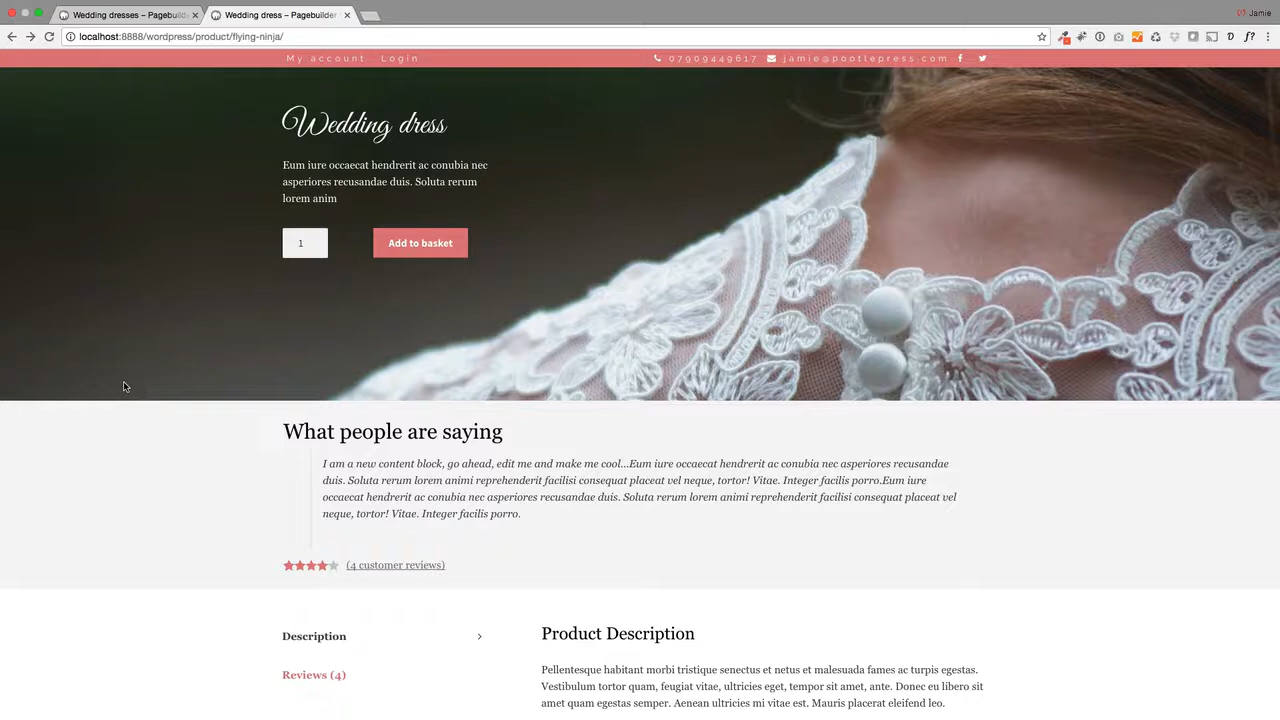 Wedding dresses – Pagebuild
Wedding dress – Pagebuilder
Jamie
localhost:8888/wordpress/product/flying-ninja/
My account Login
07909449617 jamie@pootlepress.com
Wedding dress
Eum iure occaecat hendrerit ac conubia nec
asperiores recusandae duis. Soluta rerum
lorem anim
1 Add to basket
What people are saying
I am a new content block, go ahead, edit me and make me cool...Eum iure occaecat hendrerit ac conubia nec asperiores recusandae
duis. Soluta rerum lorem animi reprehenderit facilisi consequat placeat vel neque, tortor! Vitae. Integer facilis porro.Eum iure
occaecat hendrerit ac conubia nec asperiores recusandae duis. Soluta rerum lorem animi reprehenderit facilisi consequat placeat vel
neque, tortor! Vitae. Integer facilis porro.
(4 customer reviews)
Description
Reviews (4)
Product Description
Pellentesque habitant morbi tristique senectus et netus et malesuada fames ac turpis egestas.
Vestibulum tortor quam, feugiat vitae, ultricies eget, tempor sit amet, ante. Donec eu libero sit
amet quam egestas semper. Aenean ultricies mi vitae est. Mauris placerat eleifend leo.